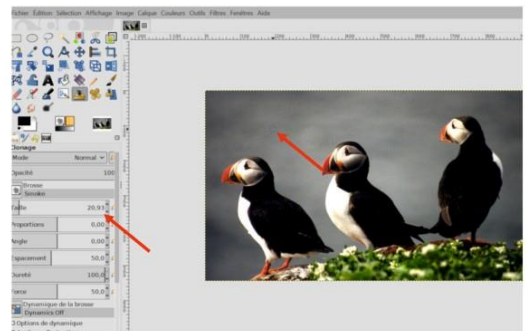 Fichier Édition Sélection Affichage Image Calque Couleurs Outils Filtres Fenêtres Aide
Clonage
Mode Normal
Opacité 100
Brosse
Smoke
Taille 20,93
Proportions 0,00
Angle 0,00
Espacement 50,0
Dureté 100,0
Force 50,0
Dynamique de la brosse
Dynamics Off
Options de dynamique